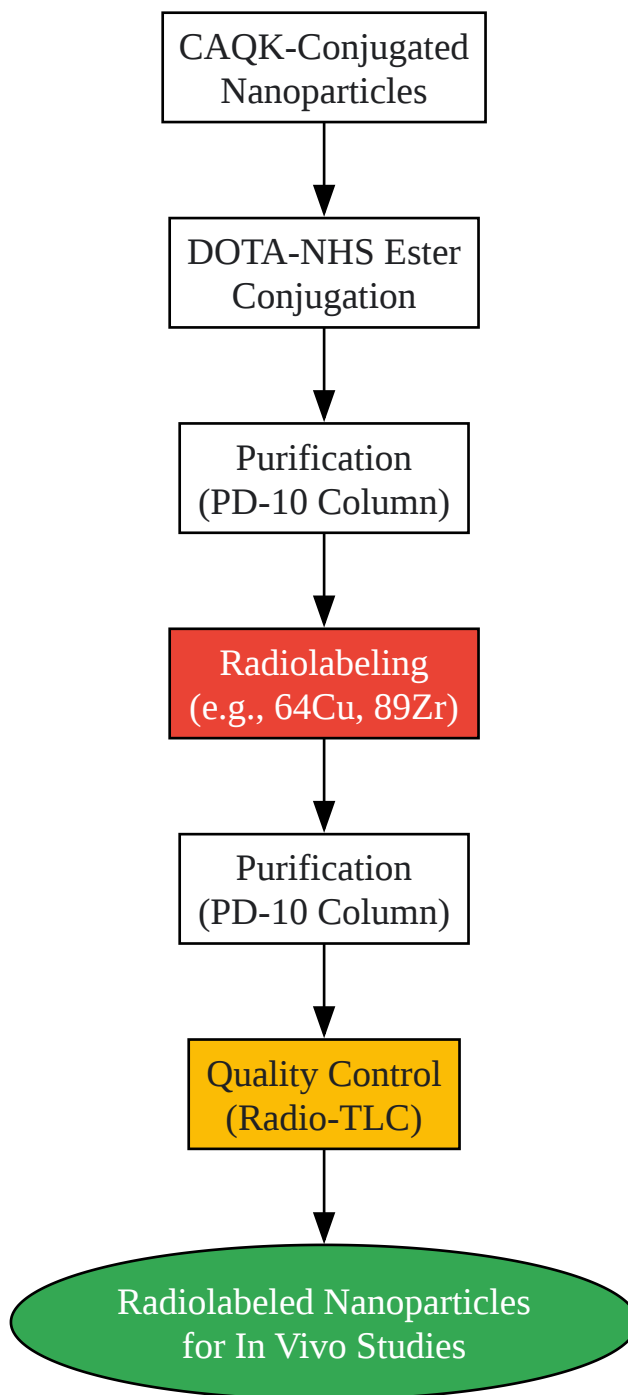 CAQK-Conjugated
Nanoparticles
DOTA-NHS Ester
Conjugation
Purification
(PD-10 Column)
Radiolabeling
(e.g., 64Cu, 89Zr)
Purification
(PD-10 Column)
Quality Control
(Radio-TLC)
Radiolabeled Nanoparticles
for In Vivo Studies